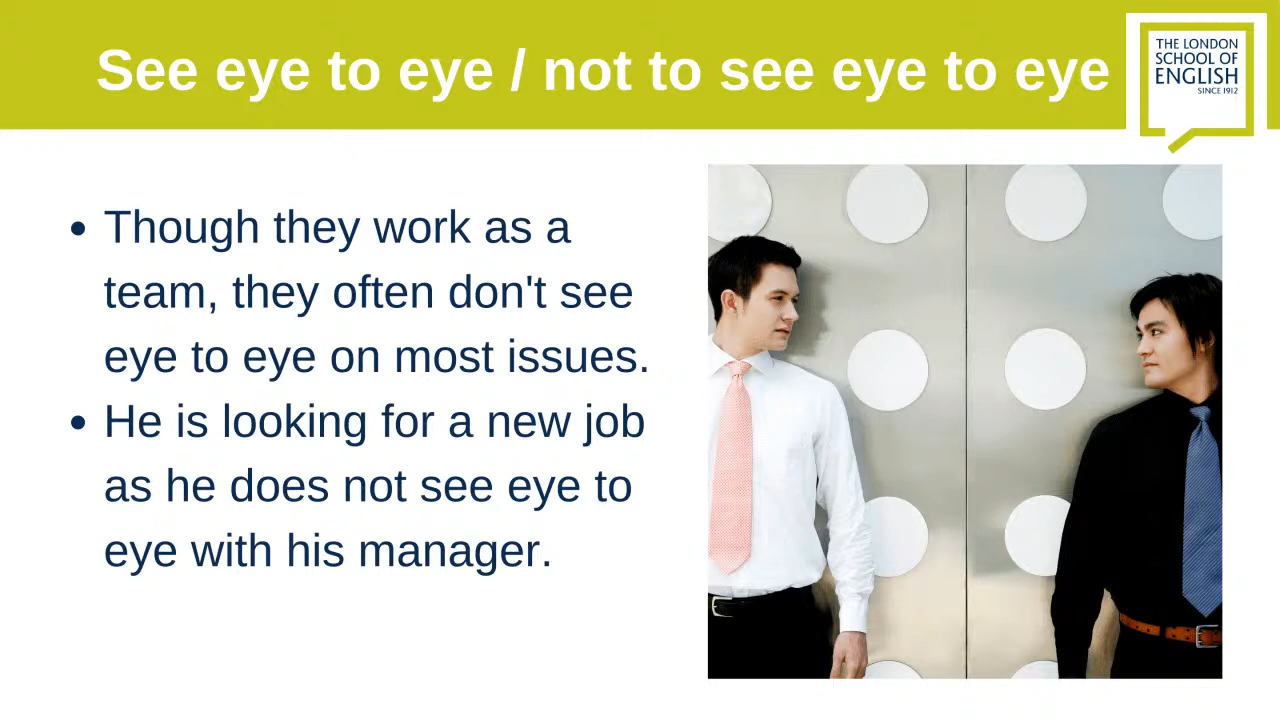 See eye to eye / not to see eye to eye
THE LONDON
SCHOOL OF
ENGLISH
SINCE 1912
• Though they work as a
team, they often don't see
eye to eye on most issues.
• He is looking for a new job
as he does not see eye to
eye with his manager.